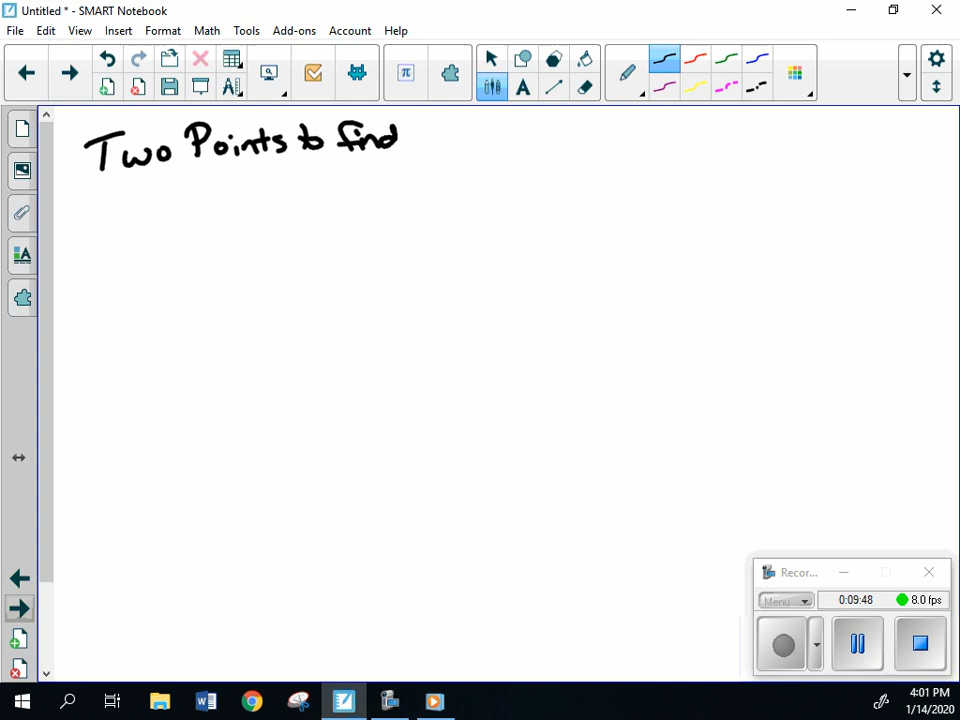 Untitled * - SMART Notebook
File Edit View Insert Format Math Tools Add-ons Account Help
Two Points to find
Recor...
Menu 0:09:48 8.0 fps
4:01 PM
1/14/2020